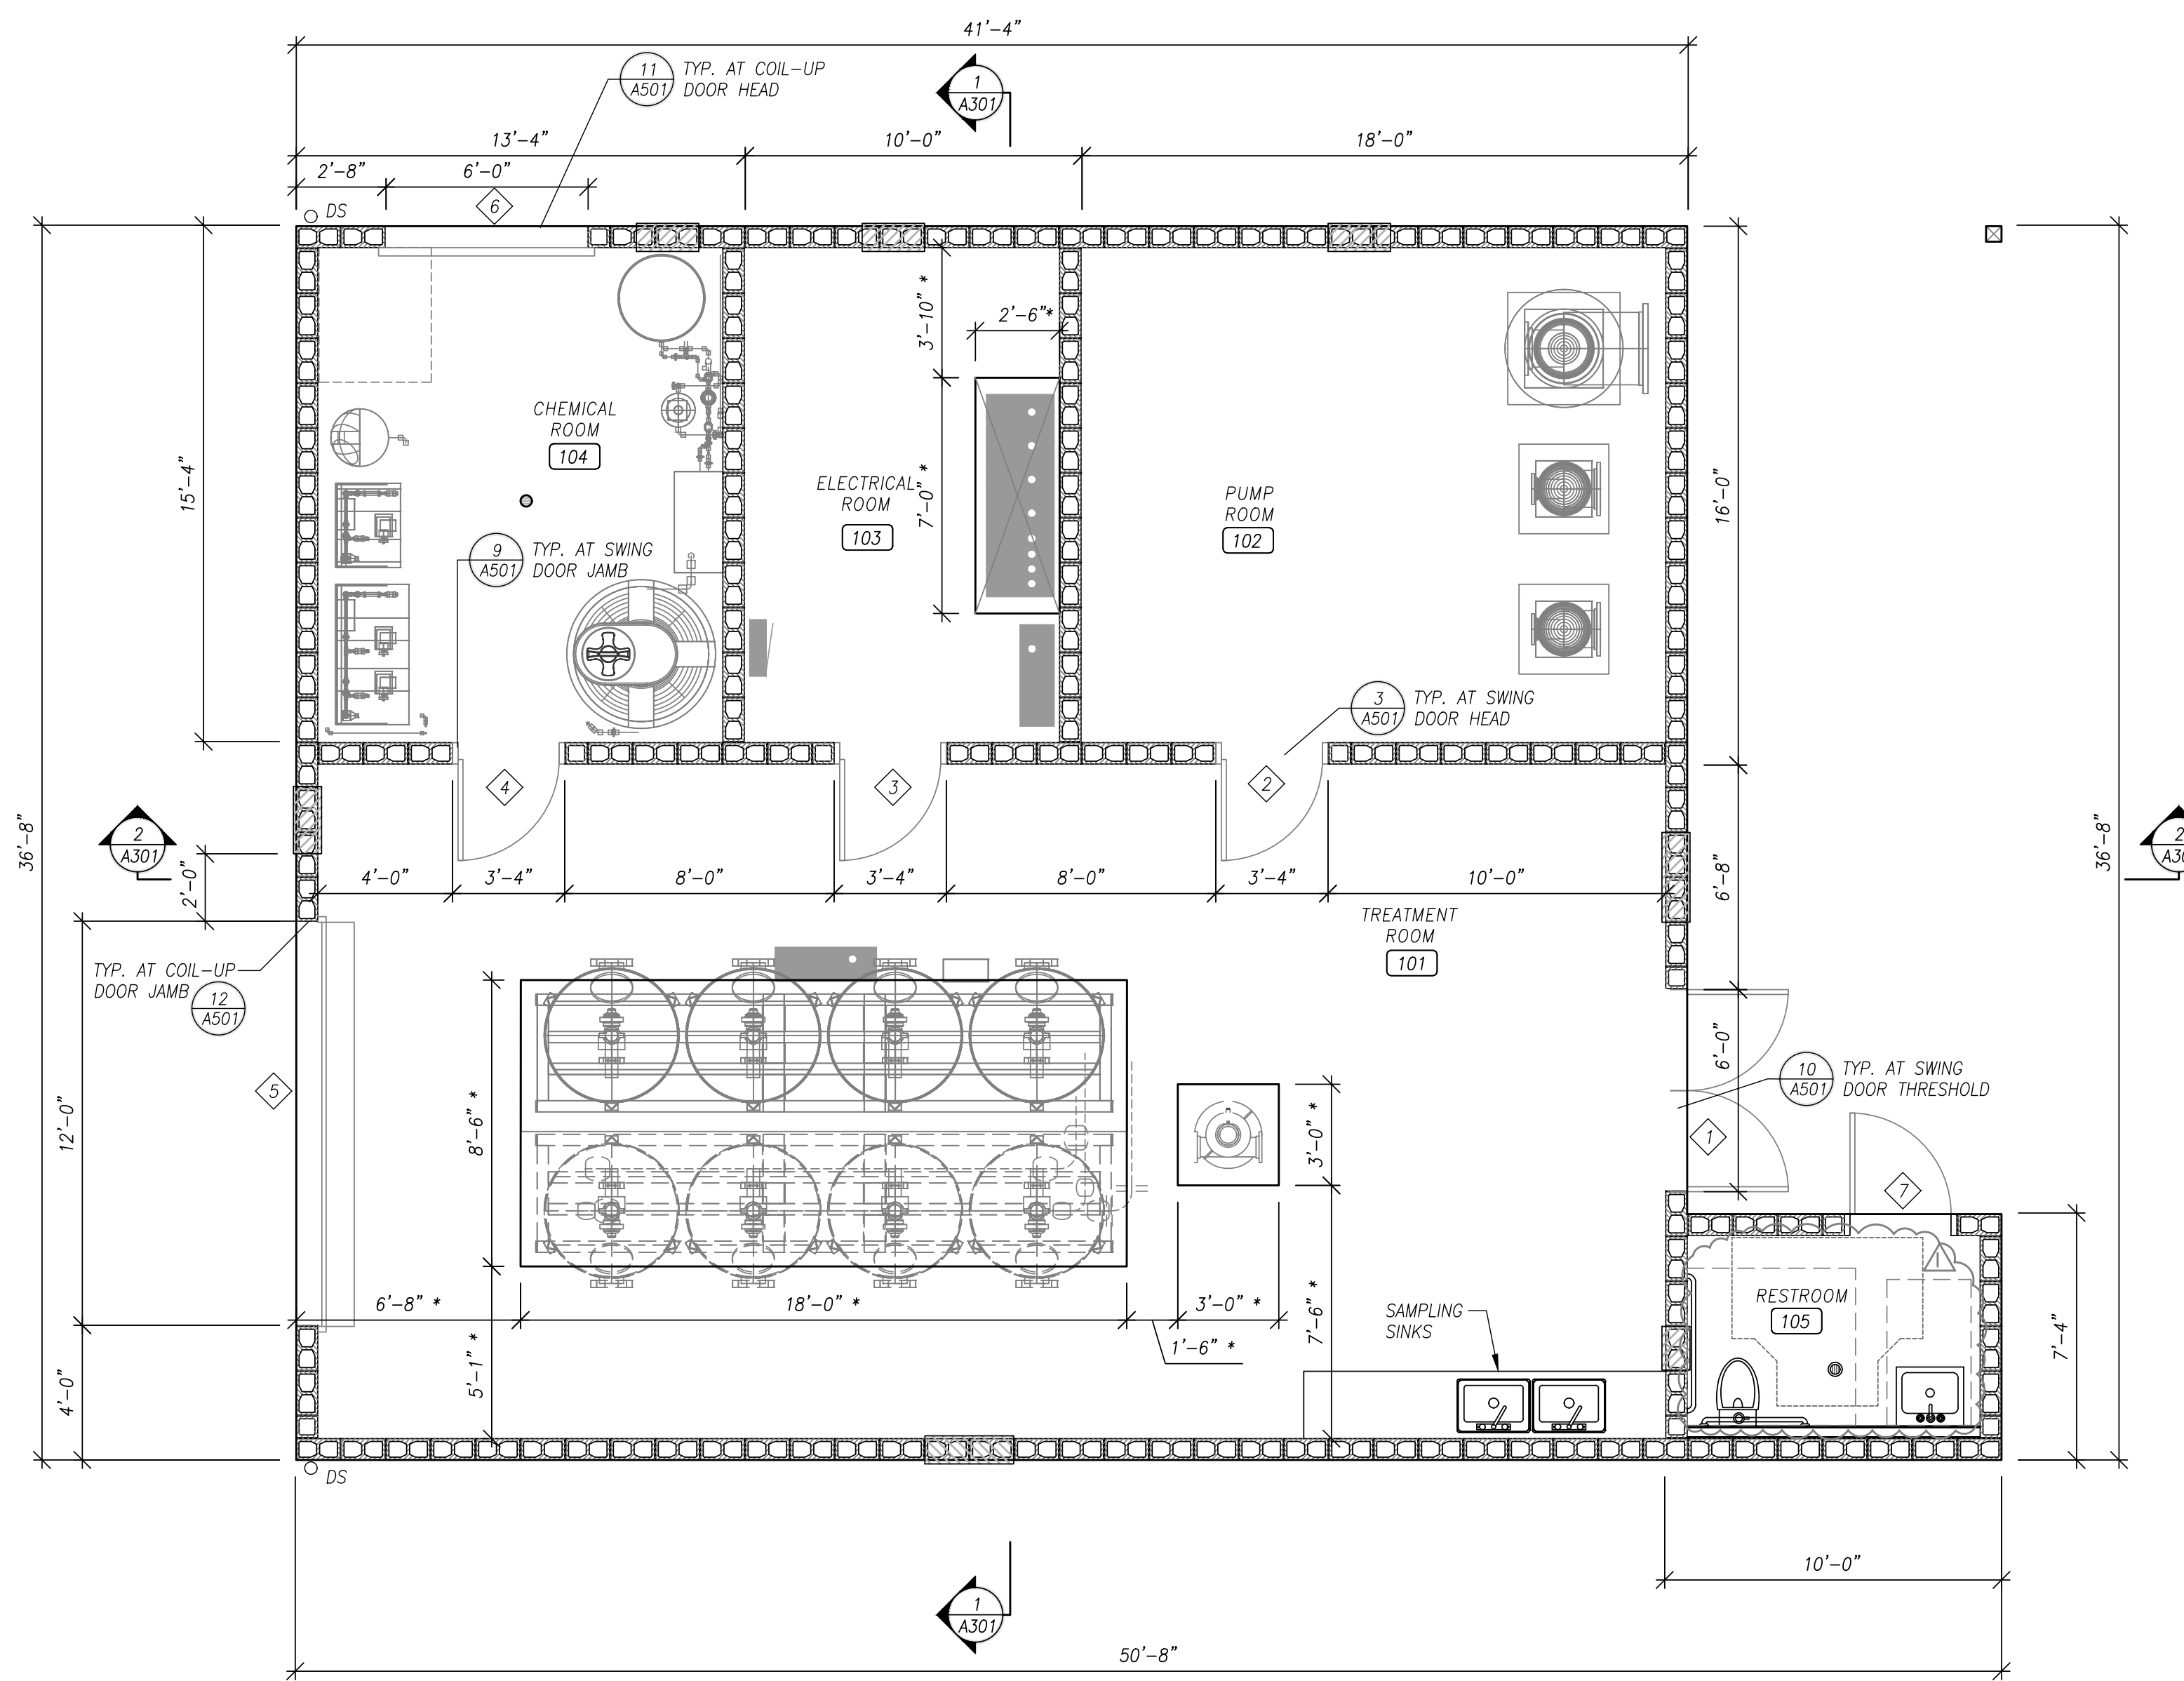 41'-4"
11
A501
TYP. AT COIL-UP
DOOR HEAD
1
A301
13'-4"
10'-0"
18'-0"
2'-8"
6'-0"
6
DS
3'-10" *
2'-6"*
CHEMICAL
ROOM
104
ELECTRICAL
ROOM
103
7'-0" *
PUMP
ROOM
102
15'-4"
16'-0"
9
A501
TYP. AT SWING
DOOR JAMB
3
A501
TYP. AT SWING
DOOR HEAD
4
3
2
36'-8"
2
A301
2'-0"
4'-0"
3'-4"
8'-0"
3'-4"
8'-0"
3'-4"
10'-0"
6'-8"
36'-8"
2
TREATMENT
ROOM
101
TYP. AT COIL-UP
DOOR JAMB
12
A501
5
12'-0"
4'-0"
8'-6" *
3'-0" *
6'-0"
10
A501
TYP. AT SWING
DOOR THRESHOLD
1
7
6'-8" *
18'-0" *
3'-0" *
1'-6" *
5'-1" *
7'-6" *
SAMPLING
SINKS
RESTROOM
105
1
7'-4"
DS
10'-0"
1
A301
50'-8"